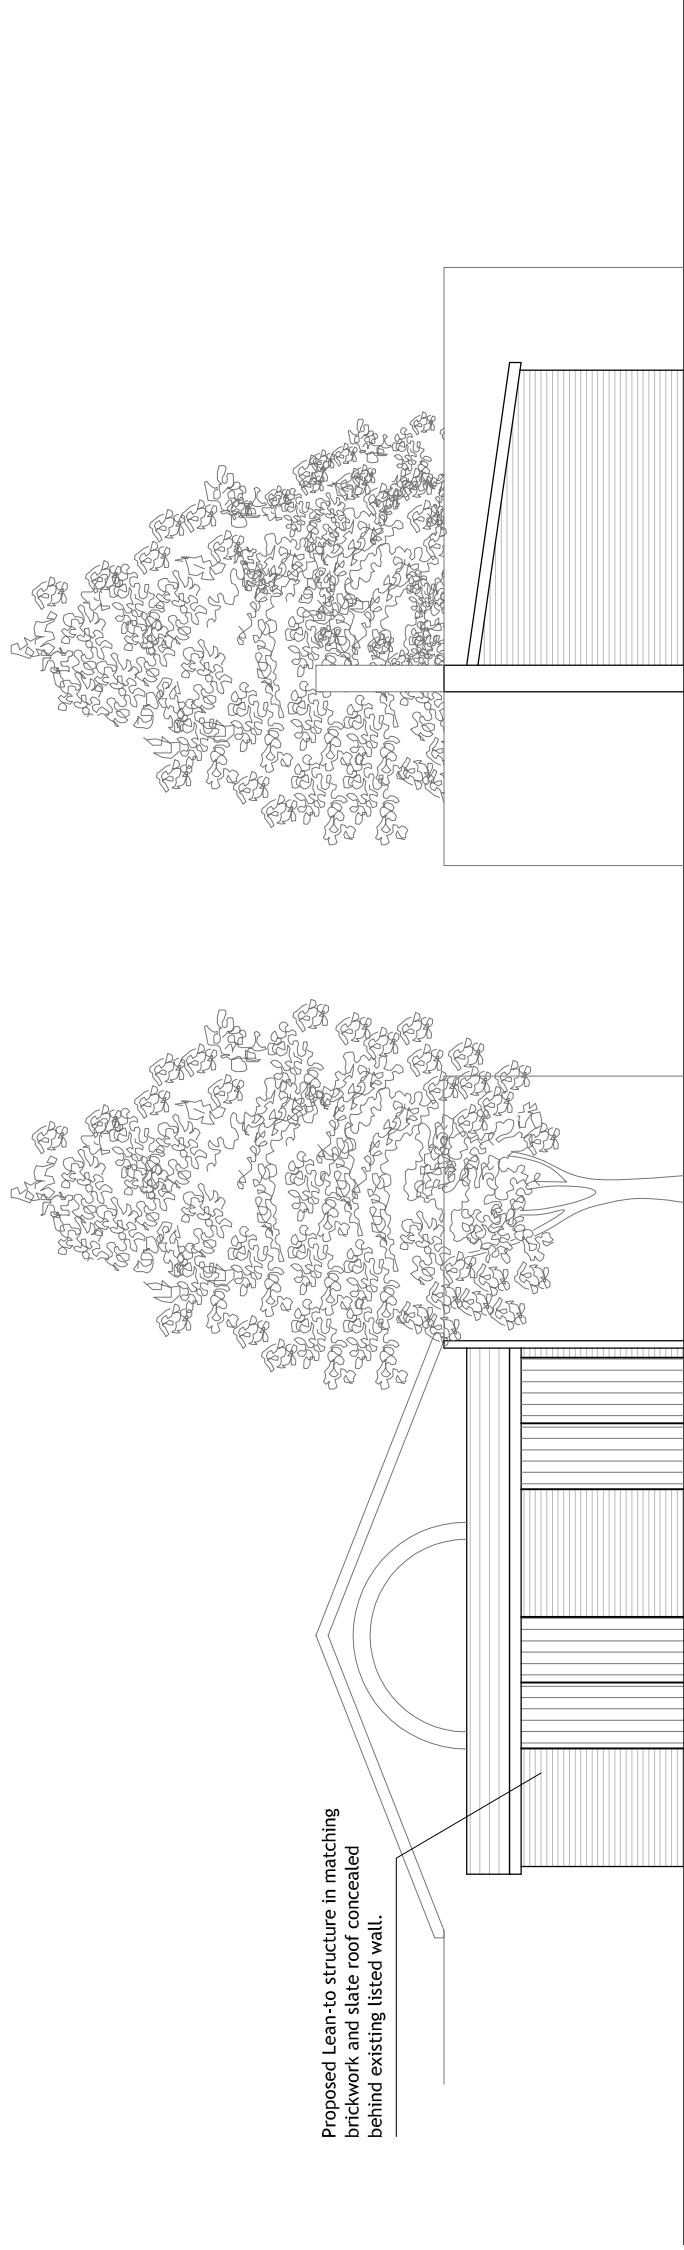 Proposed Lean-to structure in matching
brickwork and slate roof concealed
behind existing listed wall.